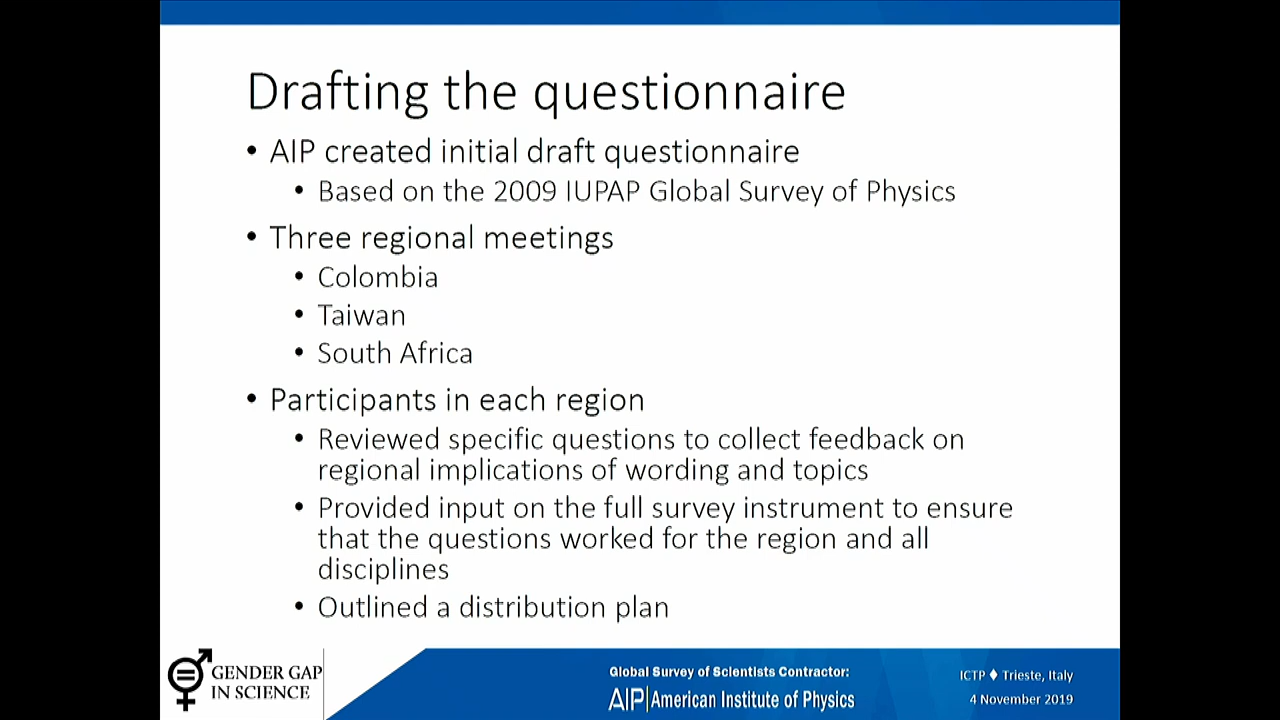 Drafting the questionnaire
• AIP created initial draft questionnaire
• Based on the 2009 IUPAP Global Survey of Physics
• Three regional meetings
• Colombia
• Taiwan
• South Africa
• Participants in each region
• Reviewed specific questions to collect feedback on
regional implications of wording and topics
• Provided input on the full survey instrument to ensure
that the questions worked for the region and all
disciplines
• Outlined a distribution plan
GENDER GAP
IN SCIENCE
Global Survey of Scientists Contractor:
AIP|American Institute of Physics
ICTP ♦ Trieste, Italy
4 November 2019